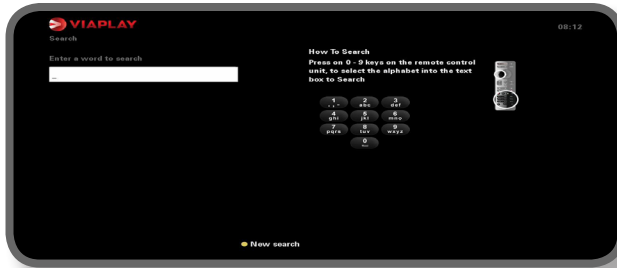 VIAPLAY
08:12
Search
Enter a word to search
How To Search
Press on 0 - 9 keys on the remote control
unit, to select the alphabet into the text
box to Search
1 2 3
. , - abc def
4 5 6
ghi jkl mno
7 8 9
pqrs tuv wxyz
0
New search